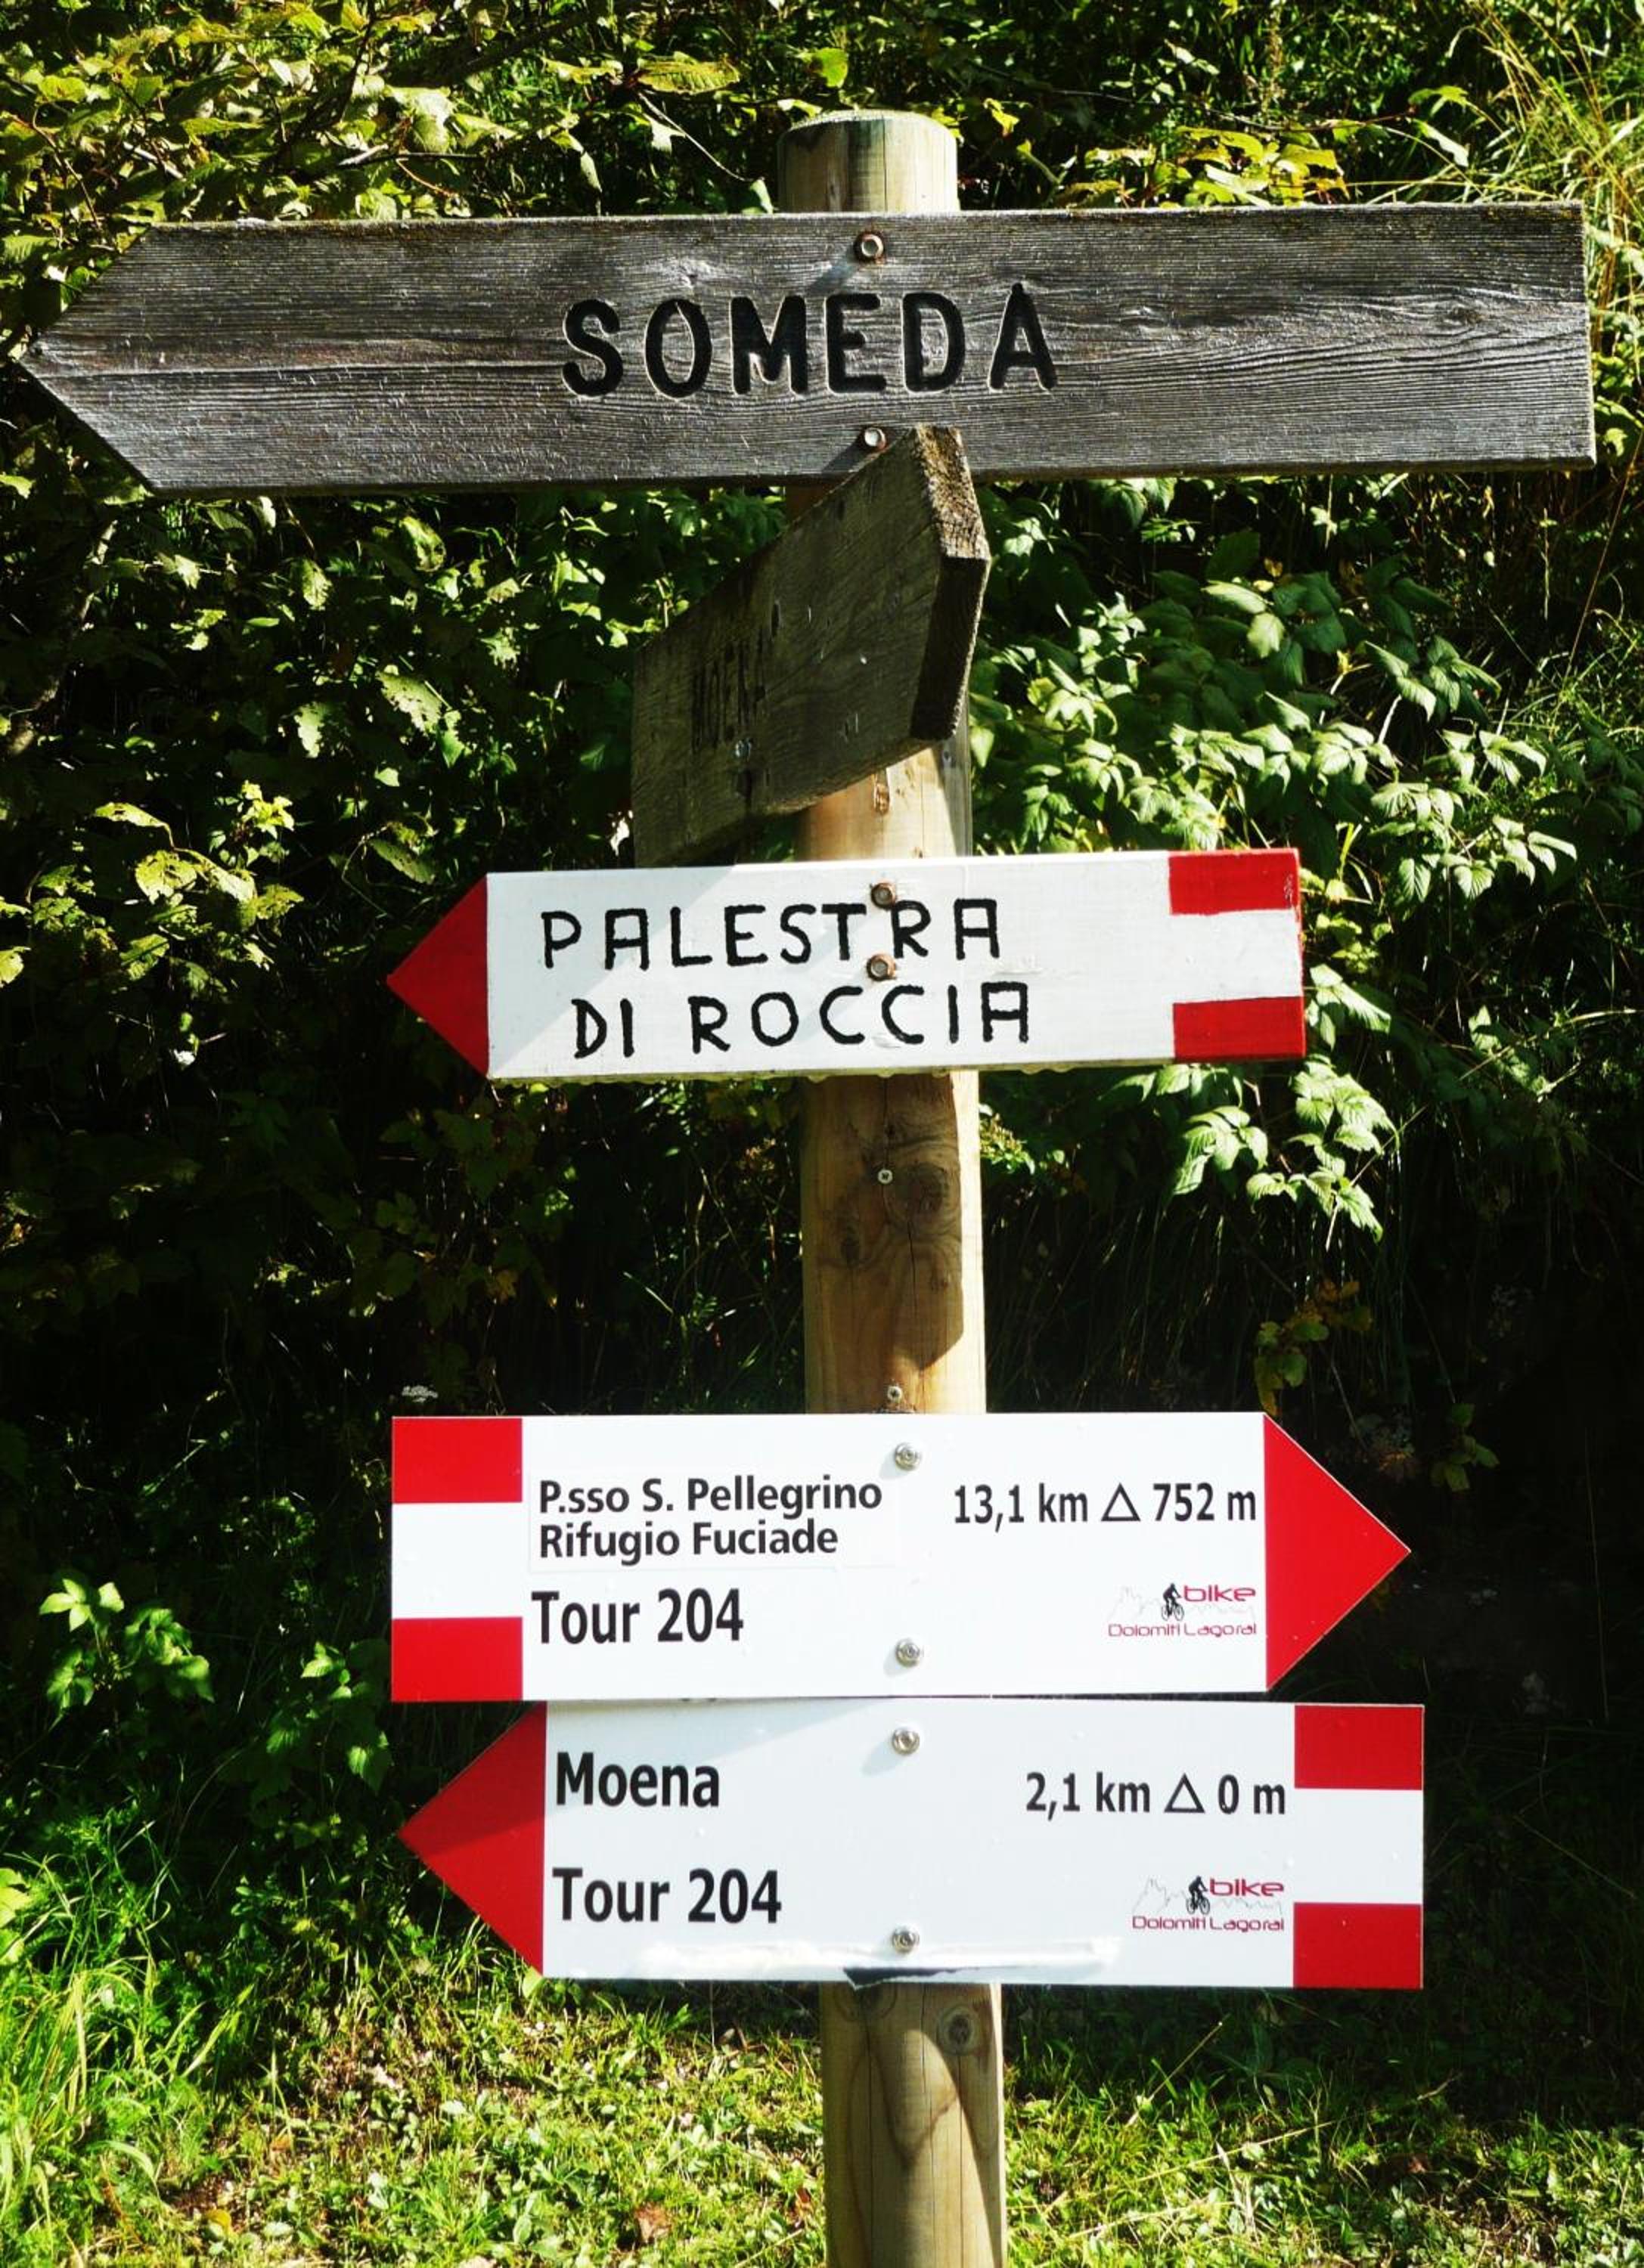 SOMEDA
PALESTRA
DI ROCCIA
P.sso S. Pellegrino
Rifugio Fuciade
13,1 km △ 752 m
Tour 204
bike
Dolomiti Lagorai
Moena
2,1 km △ 0 m
Tour 204
bike
Dolomiti Lagorai